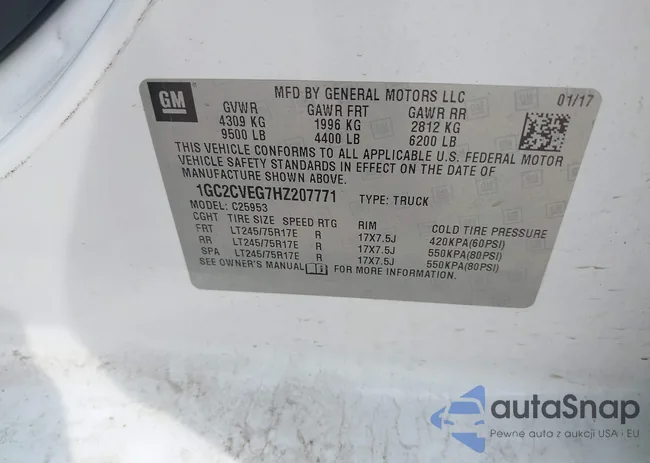 GM
MFD BY GENERAL MOTORS LLC
01/17
GVWR GAWR FRT GAWR RR
4309 KG 1996 KG 2812 KG
9500 LB 4400 LB 6200 LB
THIS VEHICLE CONFORMS TO ALL APPLICABLE U.S. FEDERAL MOTOR
VEHICLE SAFETY STANDARDS IN EFFECT ON THE DATE OF
MANUFACTURE SHOWN ABOVE.
1GC2CVEG7HZ207771 TYPE: TRUCK
MODEL: C25953
CGHT TIRE SIZE SPEED RTG RIM COLD TIRE PRESSURE
FRT LT245/75R17E R 17X7.5J 420KPA(60PSI)
RR LT245/75R17E R 17X7.5J 550KPA(80PSI)
SPA LT245/75R17E R 17X7.5J 550KPA(80PSI)
SEE OWNER'S MANUAL FOR MORE INFORMATION.
autaSnap
Pewne auta z aukcji USA i EU